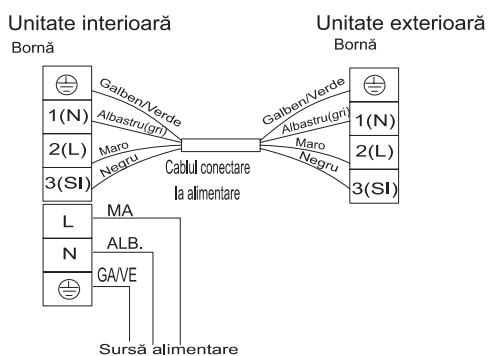 Unitate interioară
Bornă
Unitate exterioară
Bornă
1(N)
2(L)
3(SI)
L
N
Galben/Verde
Albastru(gri)
Maro
Negru
Cablul conectare
la alimentare
Galben/Verde
Albastru(gri)
Maro
Negru
1(N)
2(L)
3(SI)
MA
ALB.
GA/VE
Sursă alimentare